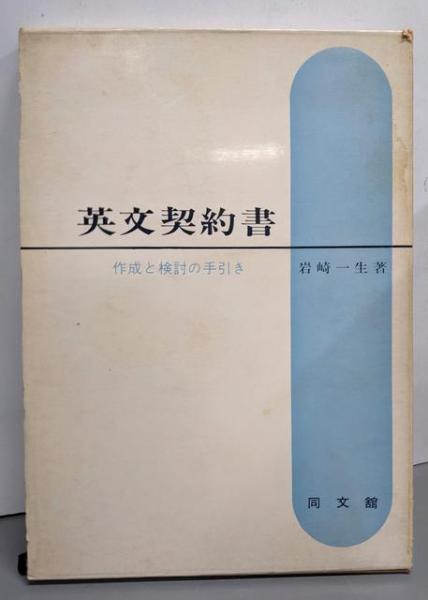 英文契約書
作成と検討の手引き
岩崎一生著
同文舘